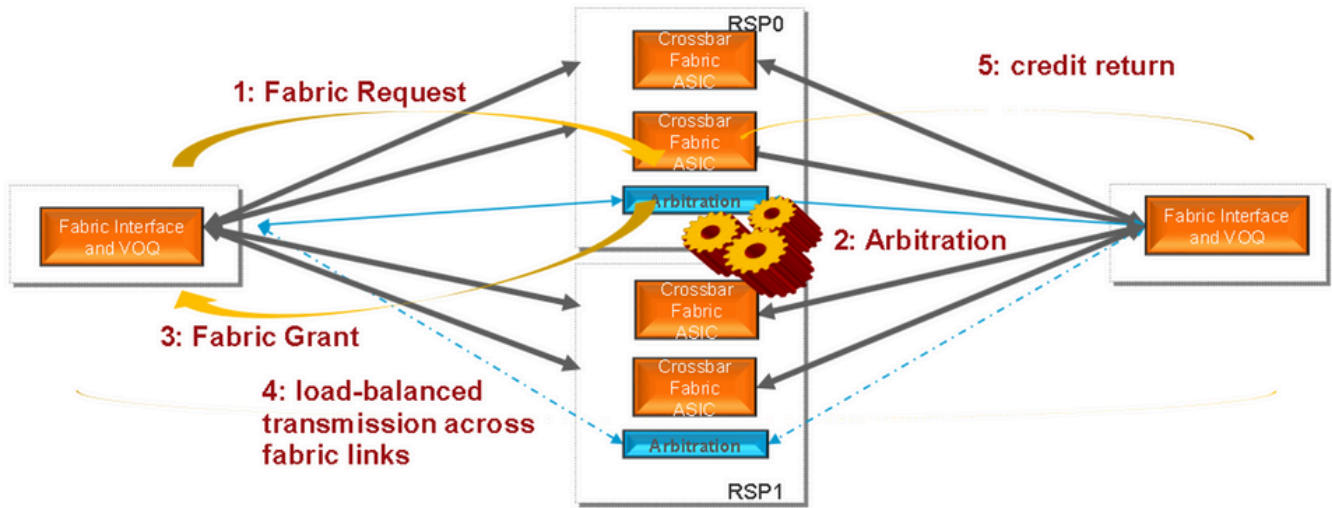 RSP0
Crossbar
Fabric
ASIC
5: credit return
1: Fabric Request
Crossbar
Fabric
ASIC
Arbitration
Fabric Interface
and VOQ
Fabric Interface
and VOQ
2: Arbitration
Crossbar
Fabric
ASIC
3: Fabric Grant
Crossbar
Fabric
ASIC
4: load-balanced
transmission across
fabric links
Arbitration
RSP1